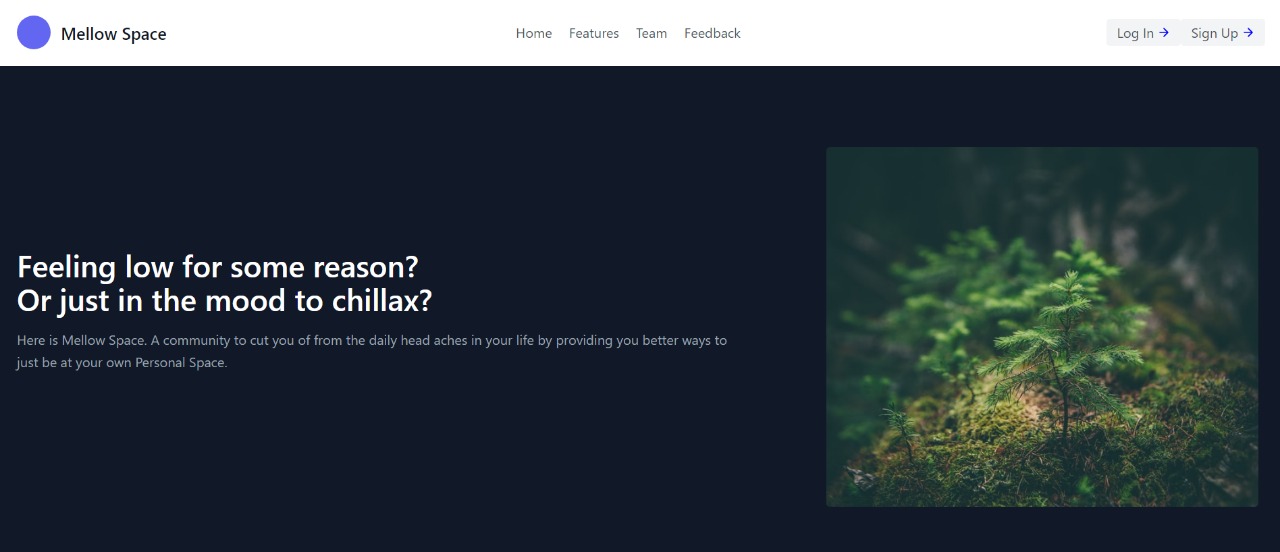 Mellow Space
Home Features Team Feedback
Log In → Sign Up →
Feeling low for some reason?
Or just in the mood to chillax?
Here is Mellow Space. A community to cut you of from the daily head aches in your life by providing you better ways to
just be at your own Personal Space.